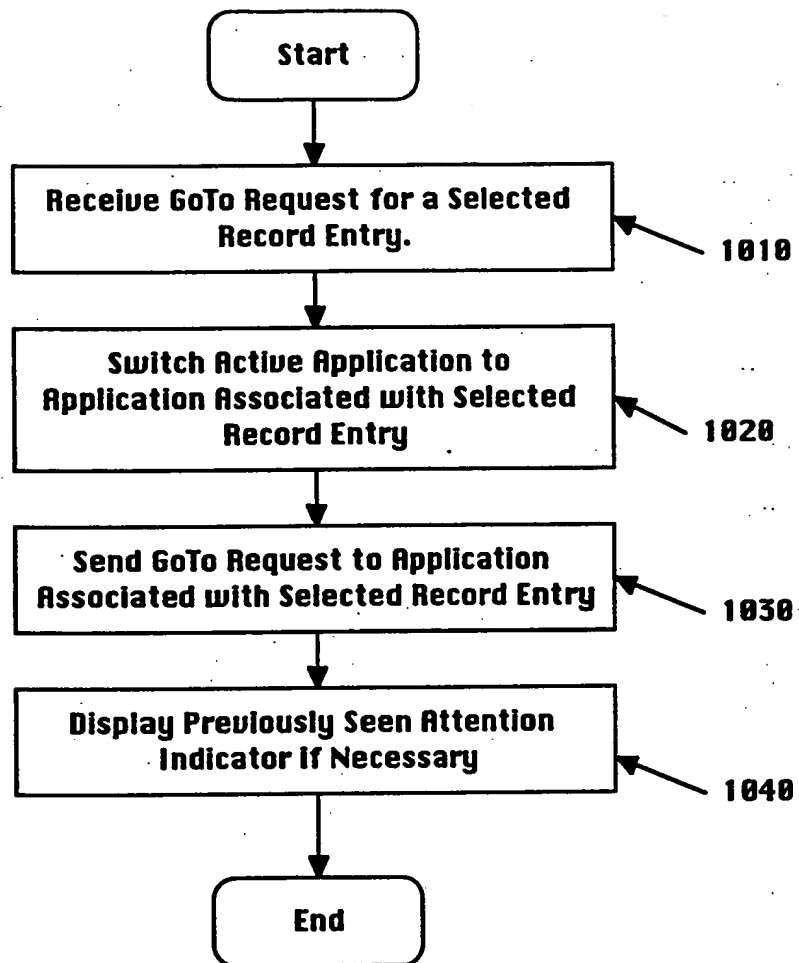 Start
Receive GoTo Request for a Selected
Record Entry.
1010
Switch Active Application to
Application Associated with Selected
Record Entry
1020
Send GoTo Request to Application
Associated with Selected Record Entry
1030
Display Previously Seen Attention
Indicator if Necessary
1040
End